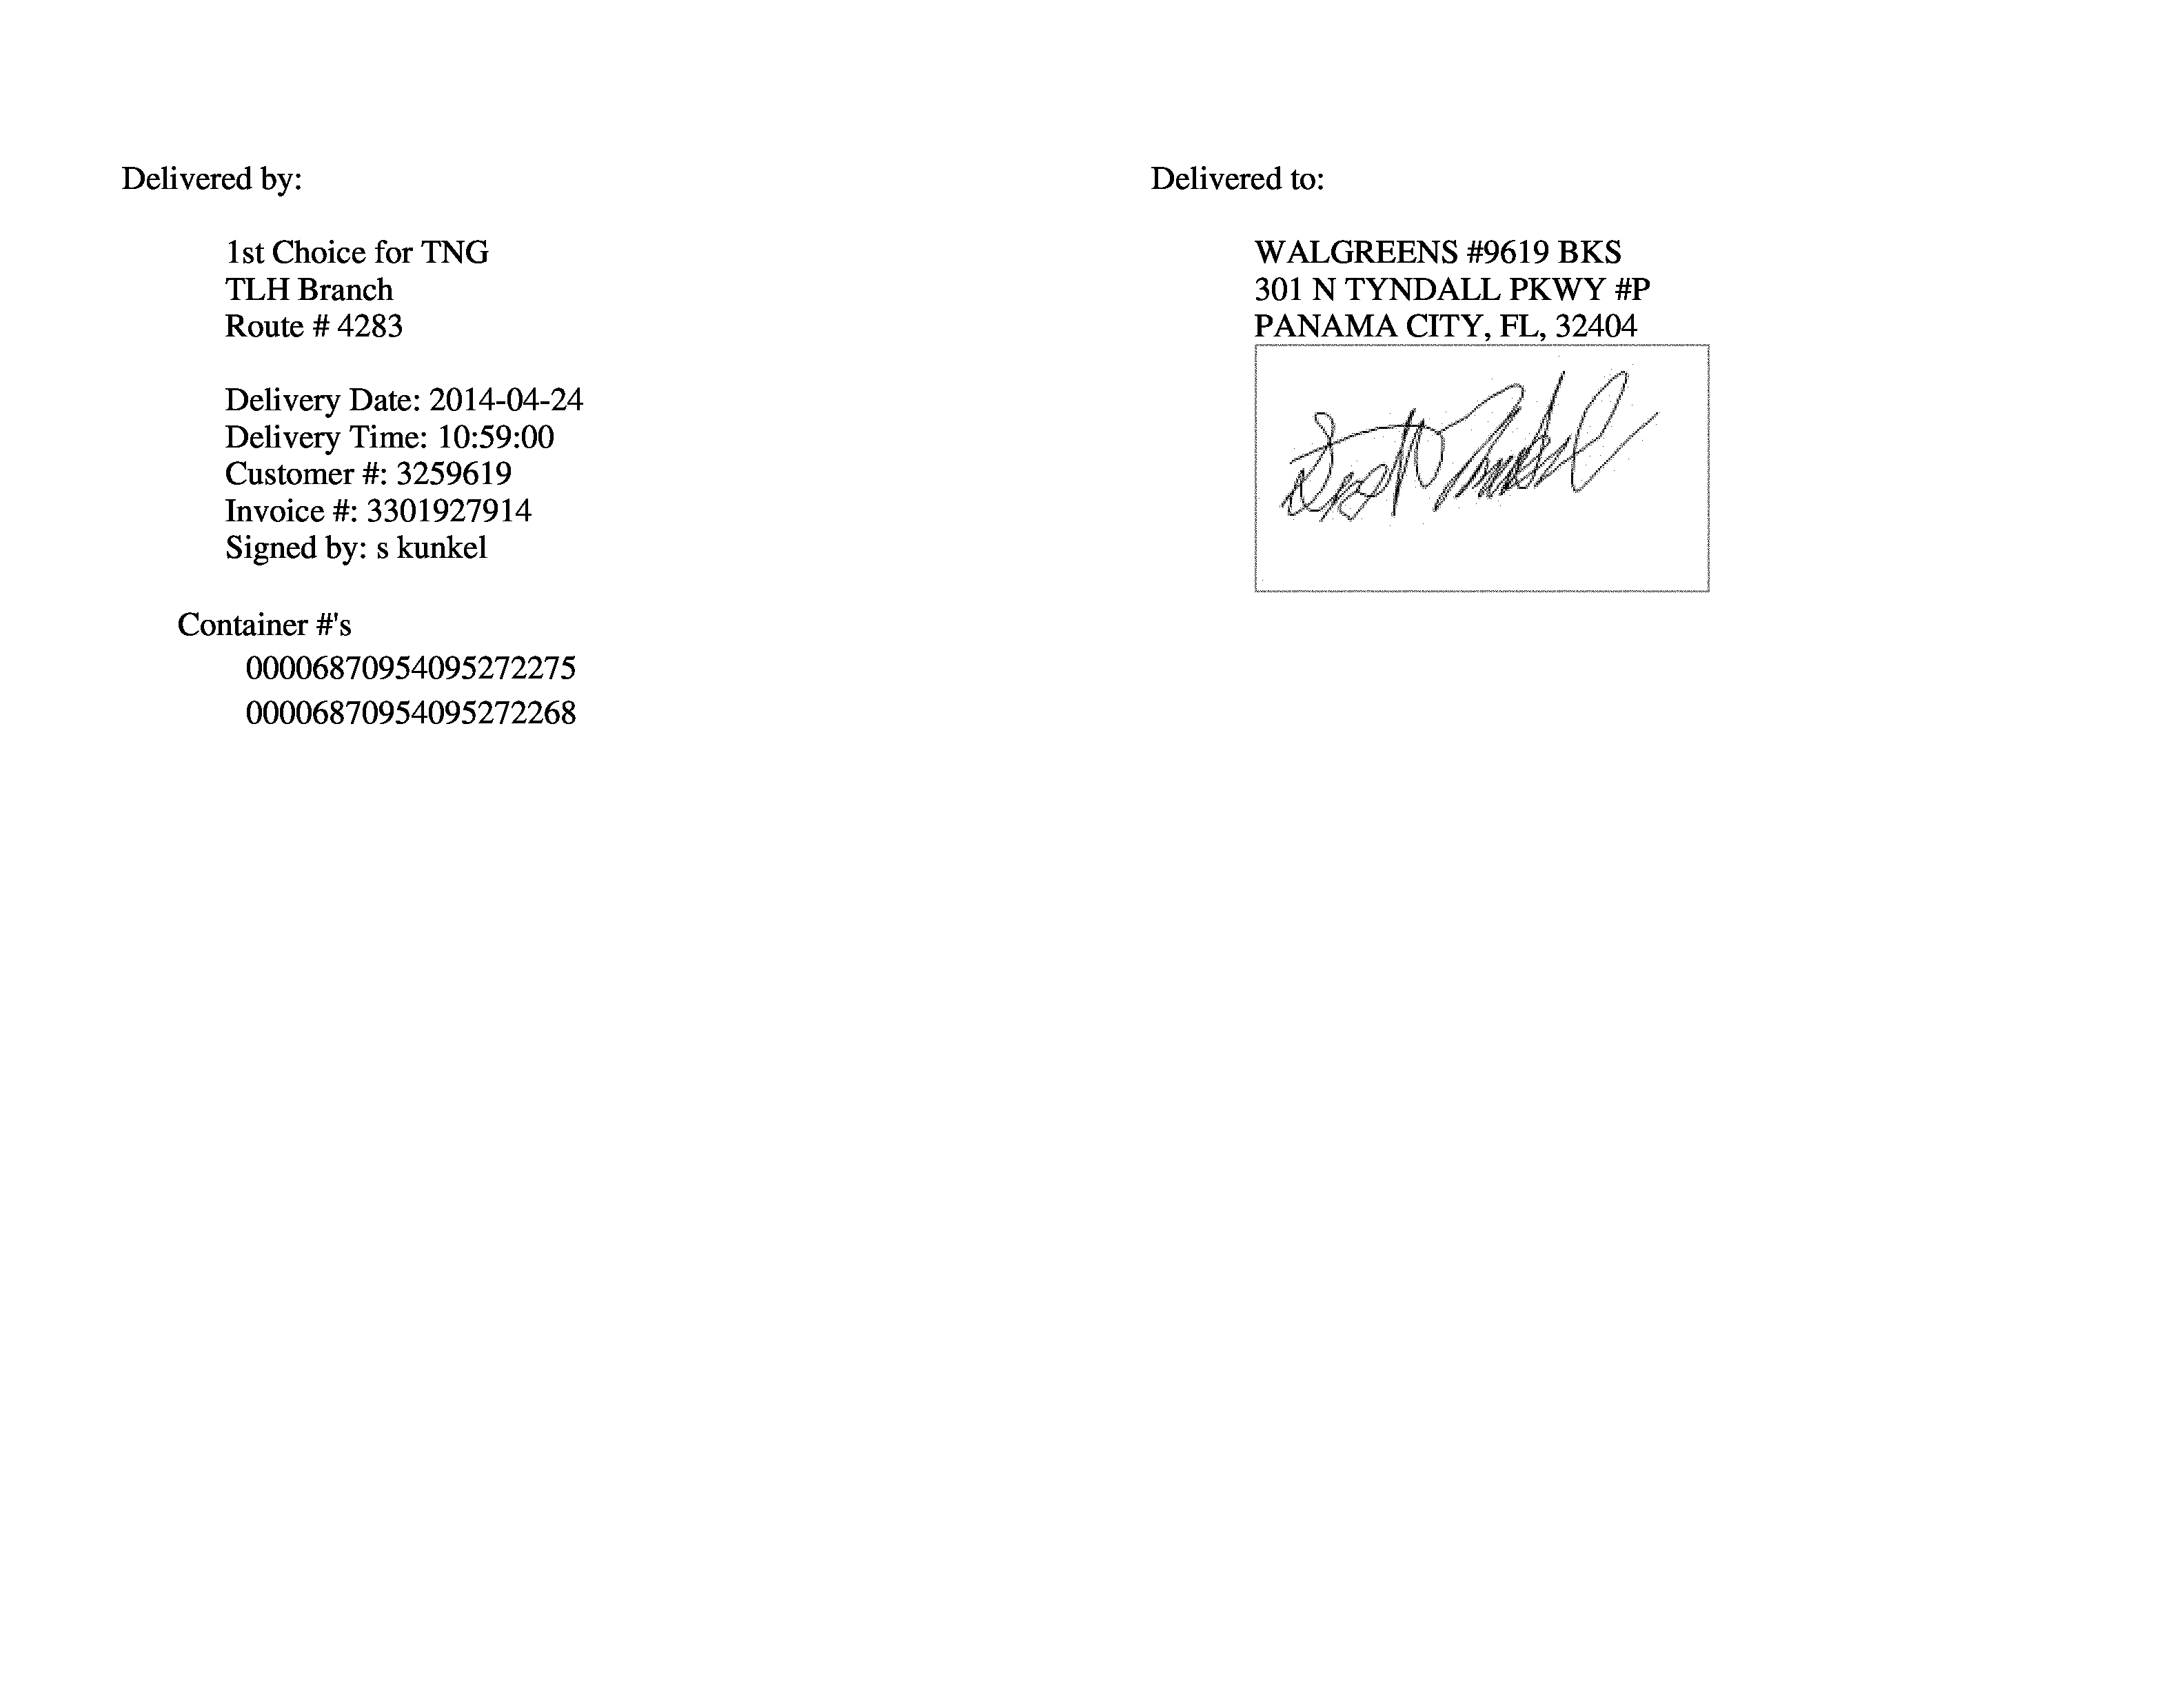 Delivered by:
1st Choice for TNG
TLH Branch
Route # 4283
Delivery Date: 2014-04-24
Delivery Time: 10:59:00
Customer #: 3259619
Invoice #: 3301927914
Signed by: s kunkel
Container #'s
00006870954095272275
00006870954095272268
Delivered to:
WALGREENS #9619 BKS
301 N TYNDALL PKWY #P
PANAMA CITY, FL, 32404